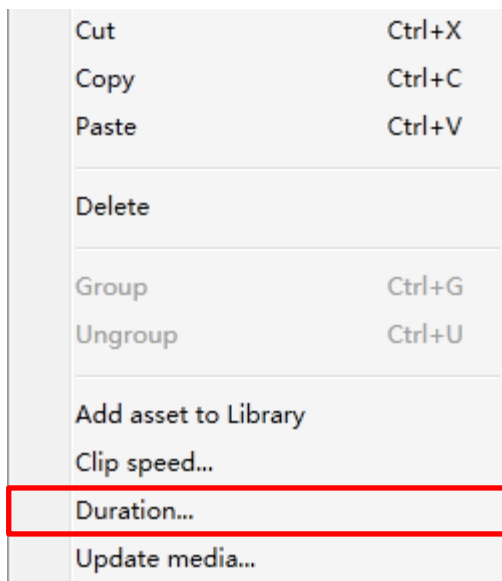 Cut Ctrl+X
Copy Ctrl+C
Paste Ctrl+V
Delete
Group Ctrl+G
Ungroup Ctrl+U
Add asset to Library
Clip speed...
Duration...
Update media...